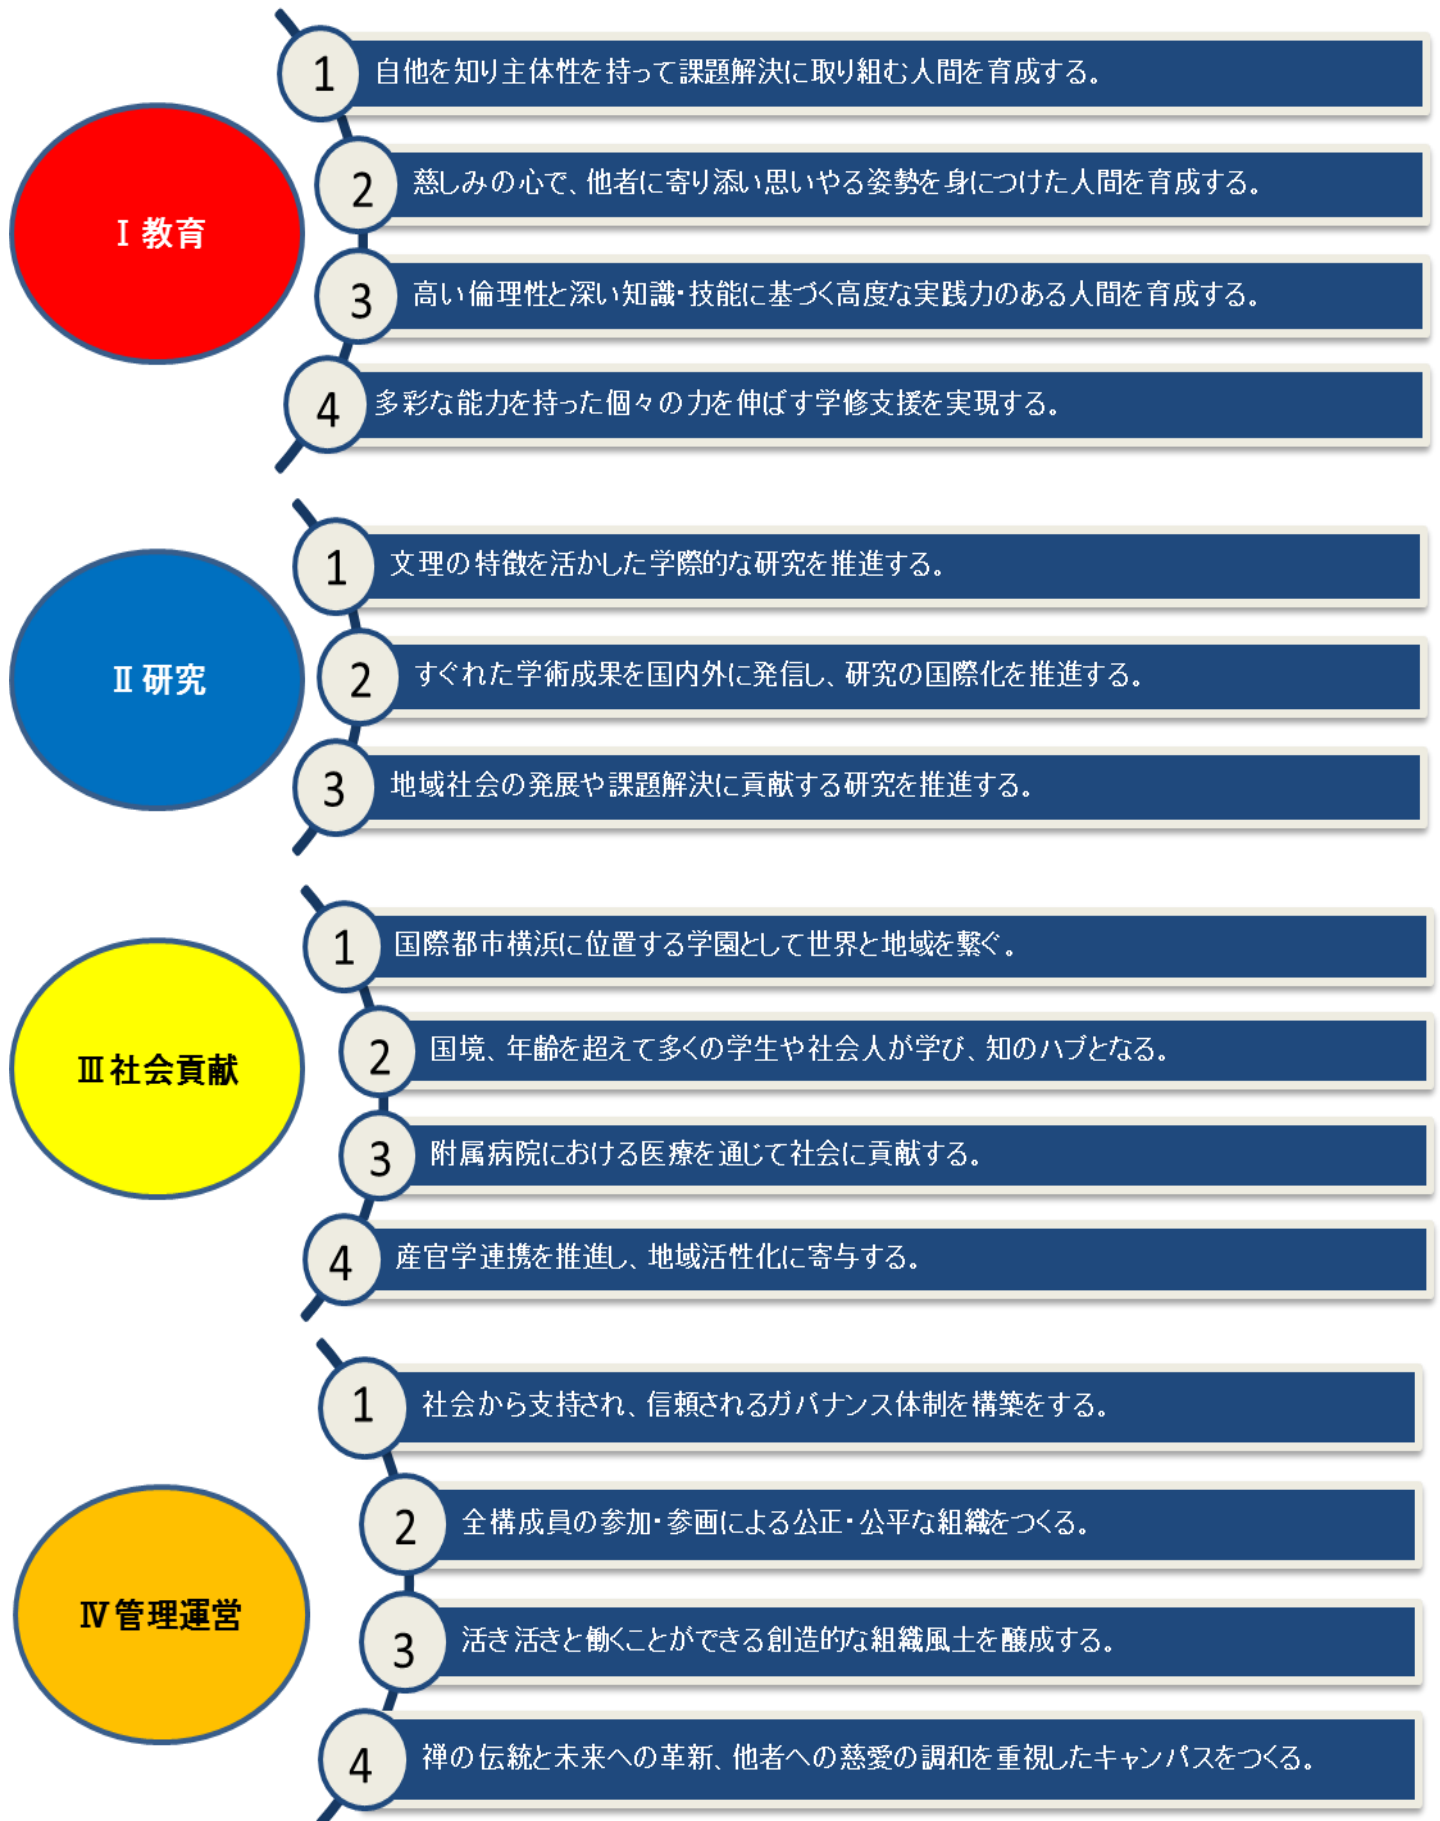 Ⅰ 教育
1 自他を知り主体性を持って課題解決に取り組む人間を育成する。
2 慈しみの心で、他者に寄り添い思いやる姿勢を身につけた人間を育成する。
3 高い倫理性と深い知識・技能に基づく高度な実践力のある人間を育成する。
4 多彩な能力を持った個々の力を伸ばす学修支援を実現する。
Ⅱ 研究
1 文理の特徴を活かした学際的な研究を推進する。
2 すぐれた学術成果を国内外に発信し、研究の国際化を推進する。
3 地域社会の発展や課題解決に貢献する研究を推進する。
Ⅲ 社会貢献
1 国際都市横浜に位置する学園として世界と地域を繋ぐ。
2 国境、年齢を超えて多くの学生や社会人が学び、知のハブとなる。
3 附属病院における医療を通じて社会に貢献する。
4 産官学連携を推進し、地域活性化に寄与する。
Ⅳ 管理運営
1 社会から支持され、信頼されるガバナンス体制を構築をする。
2 全構成員の参加・参画による公正・公平な組織をつくる。
3 活き活きと働くことができる創造的な組織風土を醸成する。
4 禅の伝統と未来への革新、他者への慈愛の調和を重視したキャンパスをつくる。